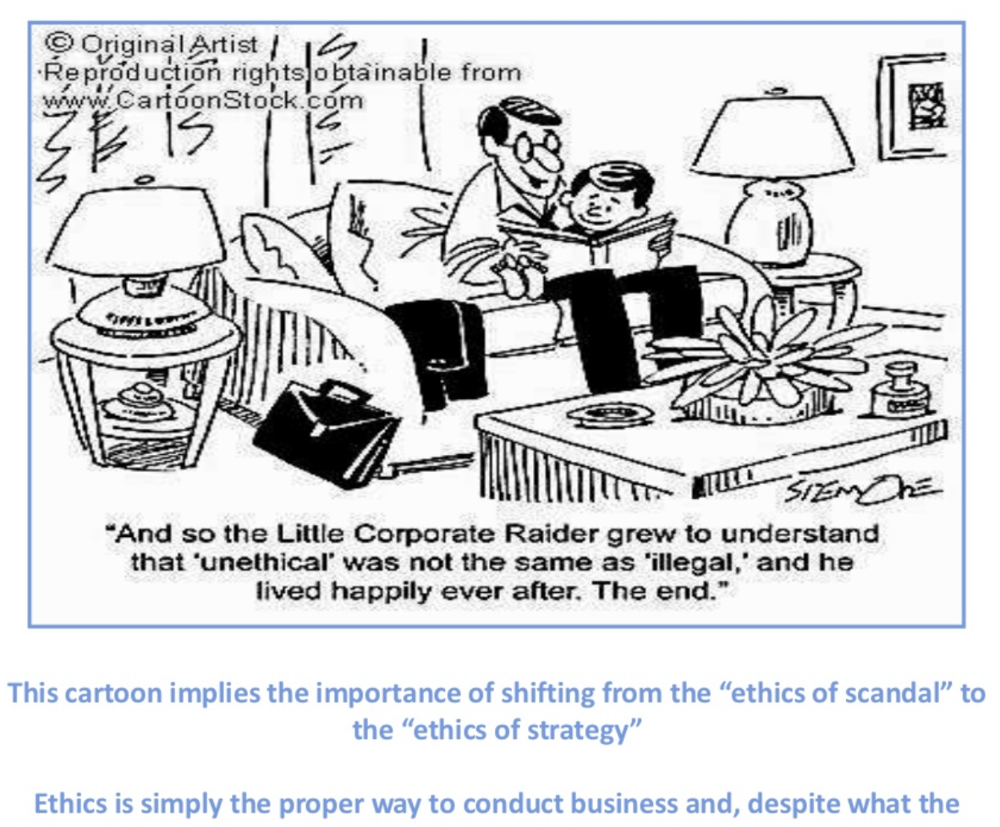 © Original Artist
Reproduction rights obtainable from
www.CartoonStock.com
"And so the Little Corporate Raider grew to understand
that 'unethical' was not the same as 'illegal,' and he
lived happily ever after. The end."
This cartoon implies the importance of shifting from the “ethics of scandal” to
the “ethics of strategy”
Ethics is simply the proper way to conduct business and, despite what the